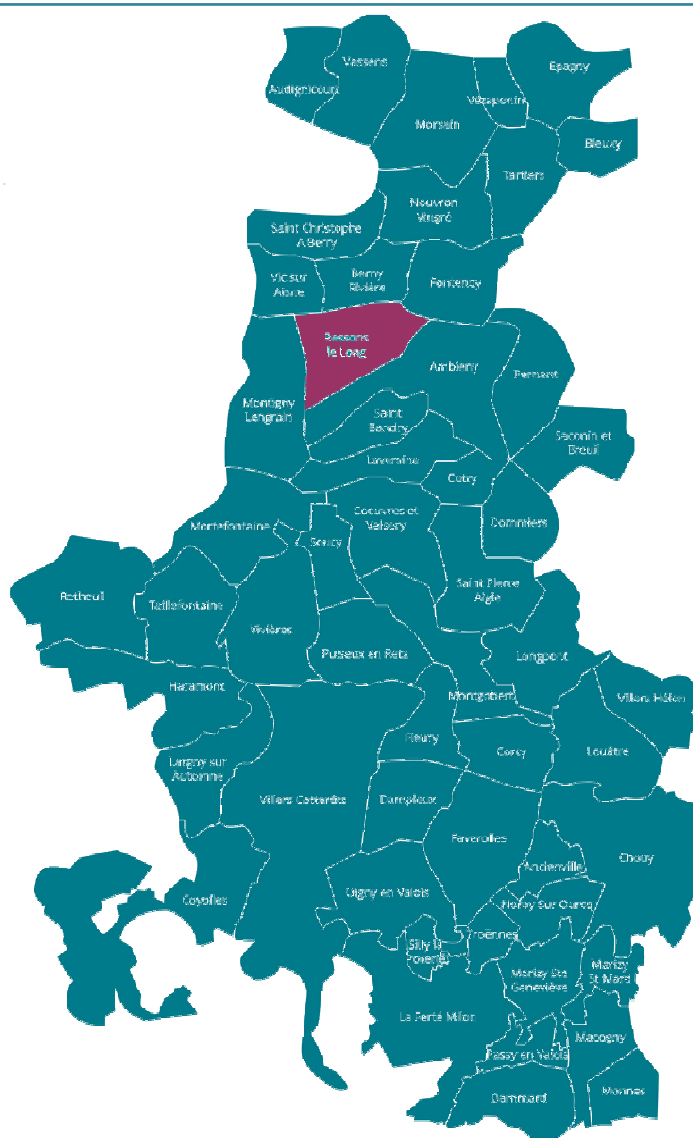 Vassens
Epagny
Audignicourt
Vézaponin
Morsain
Bieuxy
Tartiers
Nouvron
Vingré
Saint Christophe
A Berry
Vic sur
Aisne
Berny
Rivière
Fontenoy
Ressons
le Long
Ambleny
Pernant
Montigny
Lengrain
Saint
Bandry
Saconin et
Breuil
Laversine
Cutry
Coeuvres et
Valsery
Mortefontaine
Soucy
Dommiers
Retheuil
Taillefontaine
Saint Pierre
Aigle
Vivières
Puiseux en Retz
Longpont
Haramont
Montgobert
Villers Hélon
Fleury
Corcy
Louâtre
Largny sur
Automne
Villers Cotterêts
Dampleux
Faverolles
Chouy
Ancienville
Coyolles
Oigny en Valois
Noroy Sur Ourcq
Troësnes
Silly la
Poterie
Marizy Ste
Geneviève
Marizy
St Mard
La Ferté Milon
Macogny
Passy en Valois
Monnes
Dammard